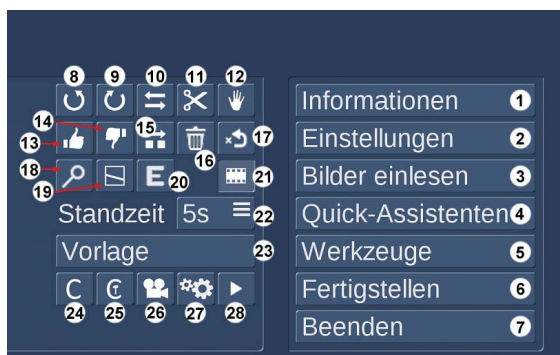 8 9 10 11 12
14
13 15 16 17
18 19 E 20 21
Standzeit 5s 22
Vorlage 23
C
24 25 26 27 28
Informationen 1
Einstellungen 2
Bilder einlesen 3
Quick-Assistenten 4
Werkzeuge 5
Fertigstellen 6
Beenden 7